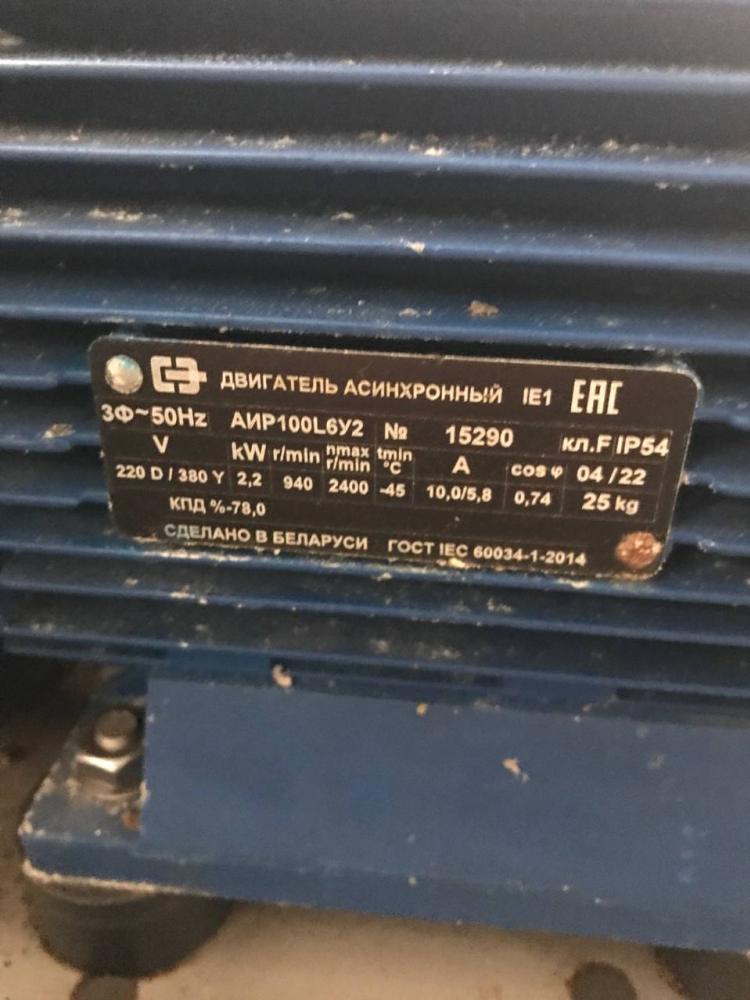 ДВИГАТЕЛЬ АСИНХРОННЫЙ IE1 EAC
3Ф~50Hz АИР100L6У2 № 15290 кл.F IP54
V kW r/min nmax r/min tmin °C A cos φ 04/22
220 D / 380 Y 2,2 940 2400 -45 10,0/5,8 0,74 25 kg
КПД %-78,0
СДЕЛАНО В БЕЛАРУСИ ГОСТ IEC 60034-1-2014